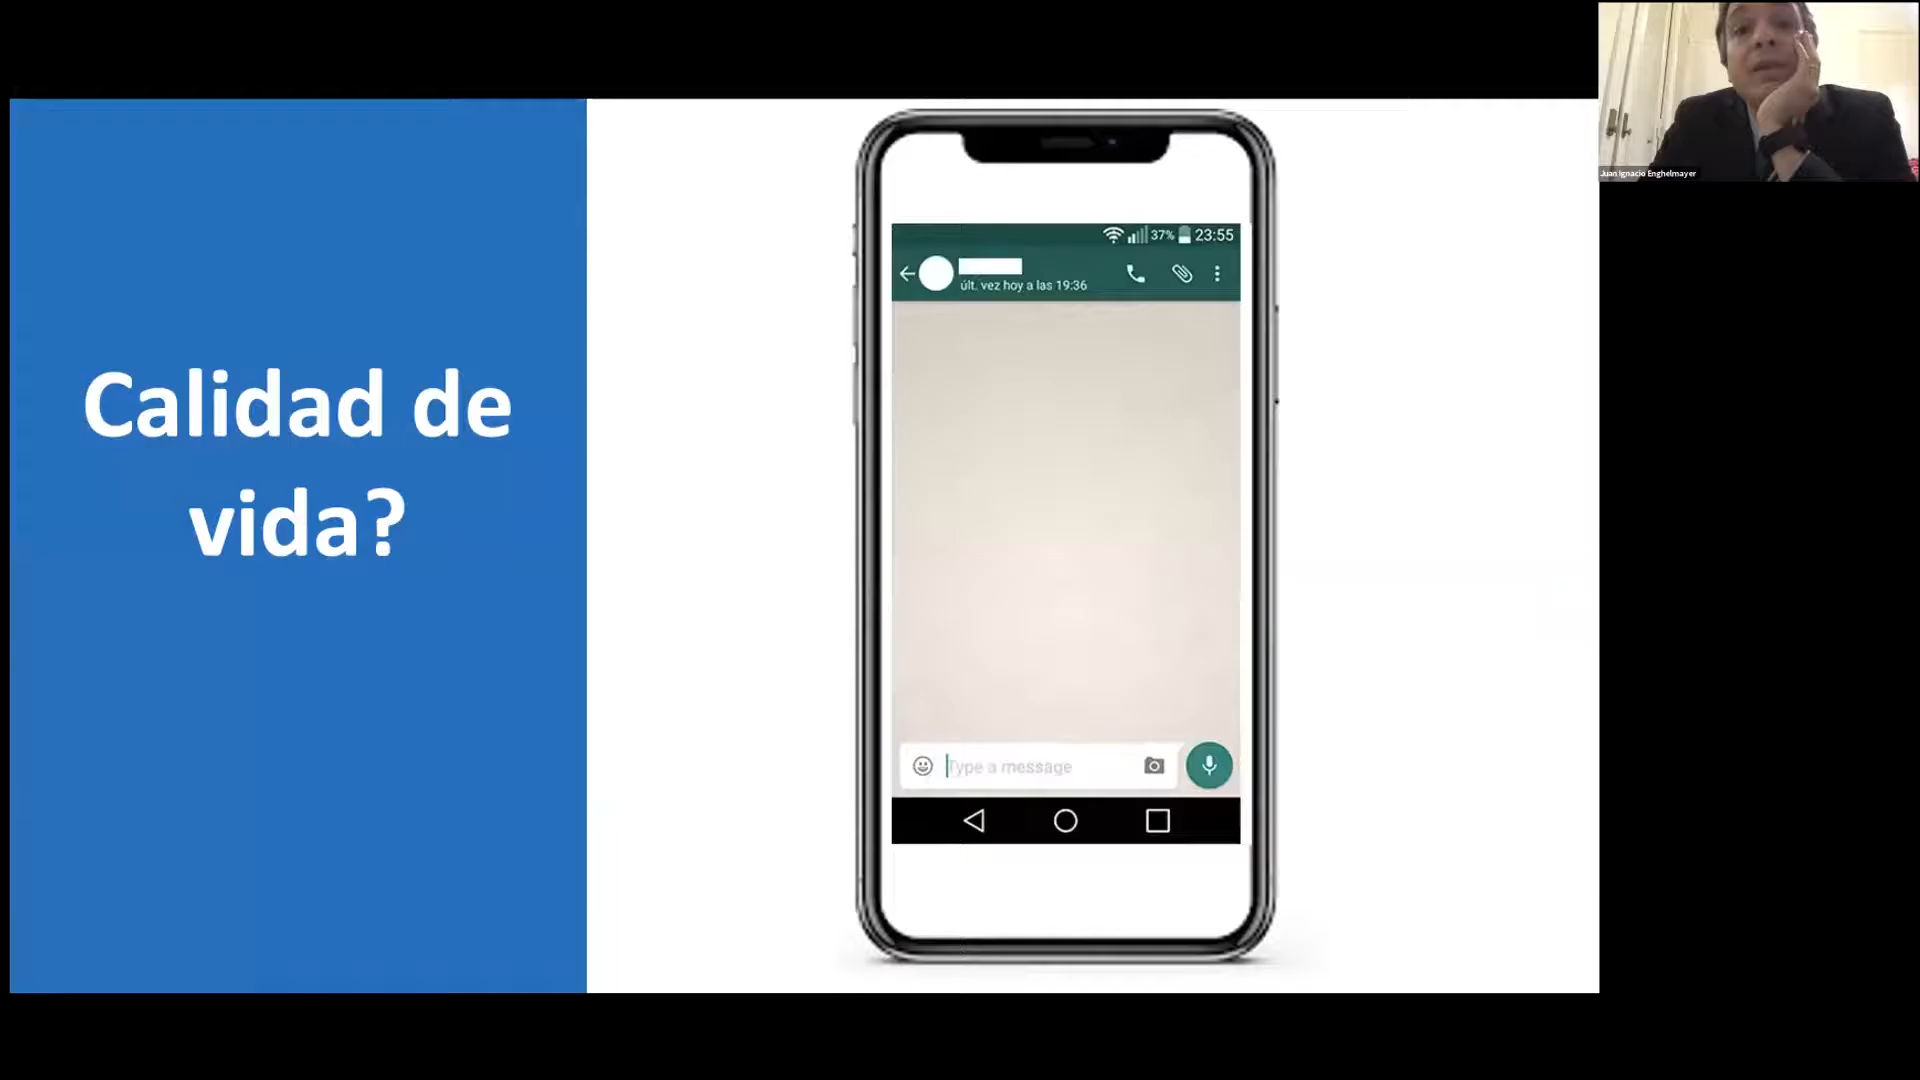 Calidad de
vida?
37% 23:55
últ. vez hoy a las 19:36
Type a message
Juan Ignacio Enghelmayer